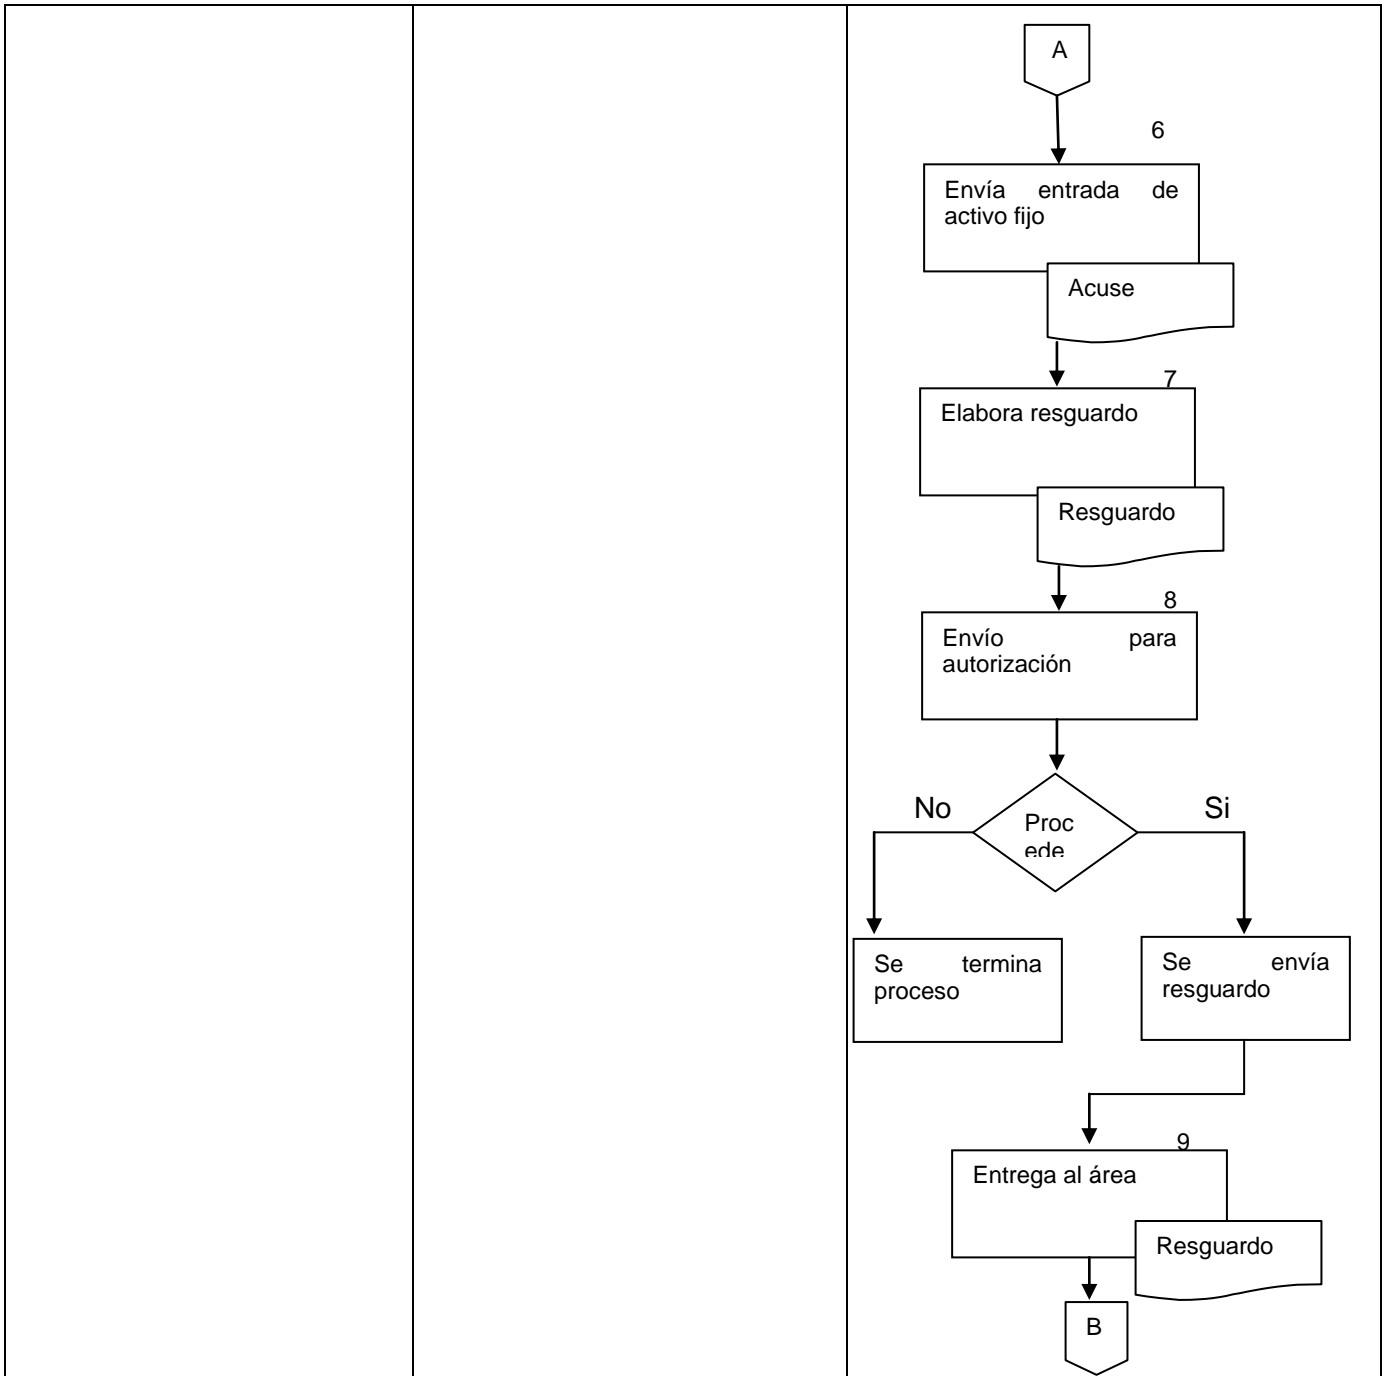 A
6
Envía entrada de
activo fijo
Acuse
7
Elabora resguardo
Resguardo
8
Envío para
autorización
No
Si
Proc
ede
Se termina
proceso
Se envía
resguardo
9
Entrega al área
Resguardo
B